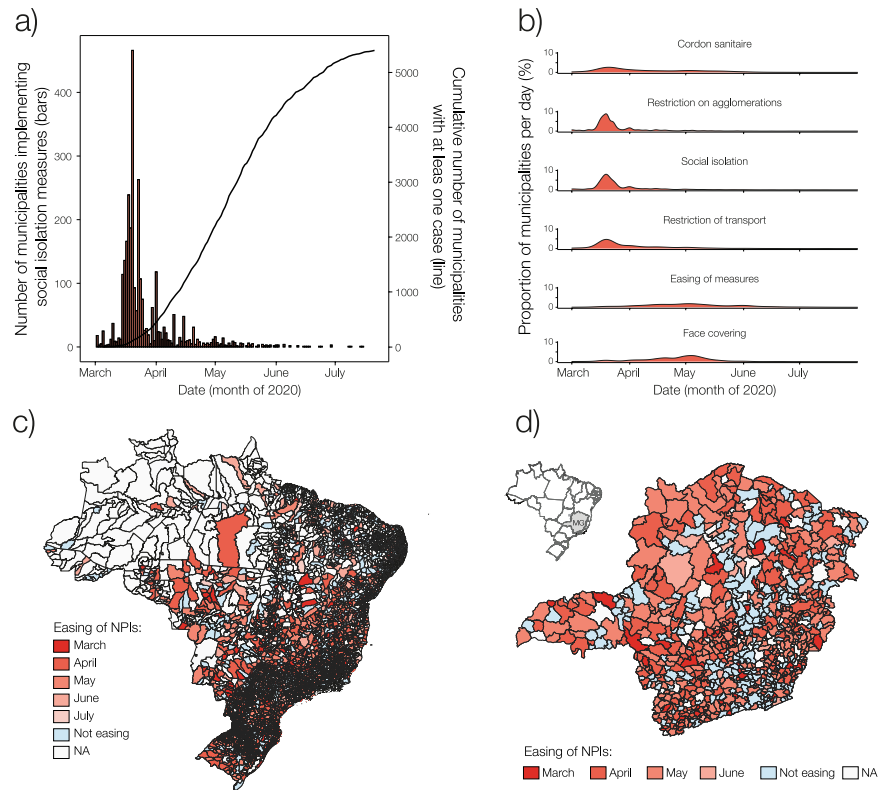 a)
Number of municipalities implementing
social isolation measures (bars)
400
300
200
100
0
5000
4000
3000
2000
1000
0
Cumulative number of municipalities
with at leas one case (line)
March
April
May
June
July
Date (month of 2020)
b)
Proportion of municipalities per day (%)
Cordon sanitaire
10
0
Restriction on agglomerations
10
0
Social isolation
10
0
Restriction of transport
10
0
Easing of measures
10
0
Face covering
10
0
March
April
May
June
July
Date (month of 2020)
c)
Easing of NPIs:
March
April
May
June
July
Not easing
NA
d)
MG
Easing of NPIs:
March
April
May
June
Not easing
NA